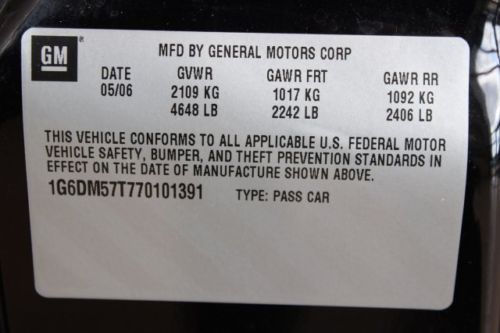 GM
MFD BY GENERAL MOTORS CORP
DATE GVWR GAWR FRT GAWR RR
05/06 2109 KG 1017 KG 1092 KG
4648 LB 2242 LB 2406 LB
THIS VEHICLE CONFORMS TO ALL APPLICABLE U.S. FEDERAL MOTOR
VEHICLE SAFETY, BUMPER, AND THEFT PREVENTION STANDARDS IN
EFFECT ON THE DATE OF MANUFACTURE SHOWN ABOVE.
1G6DM57T770101391 TYPE: PASS CAR